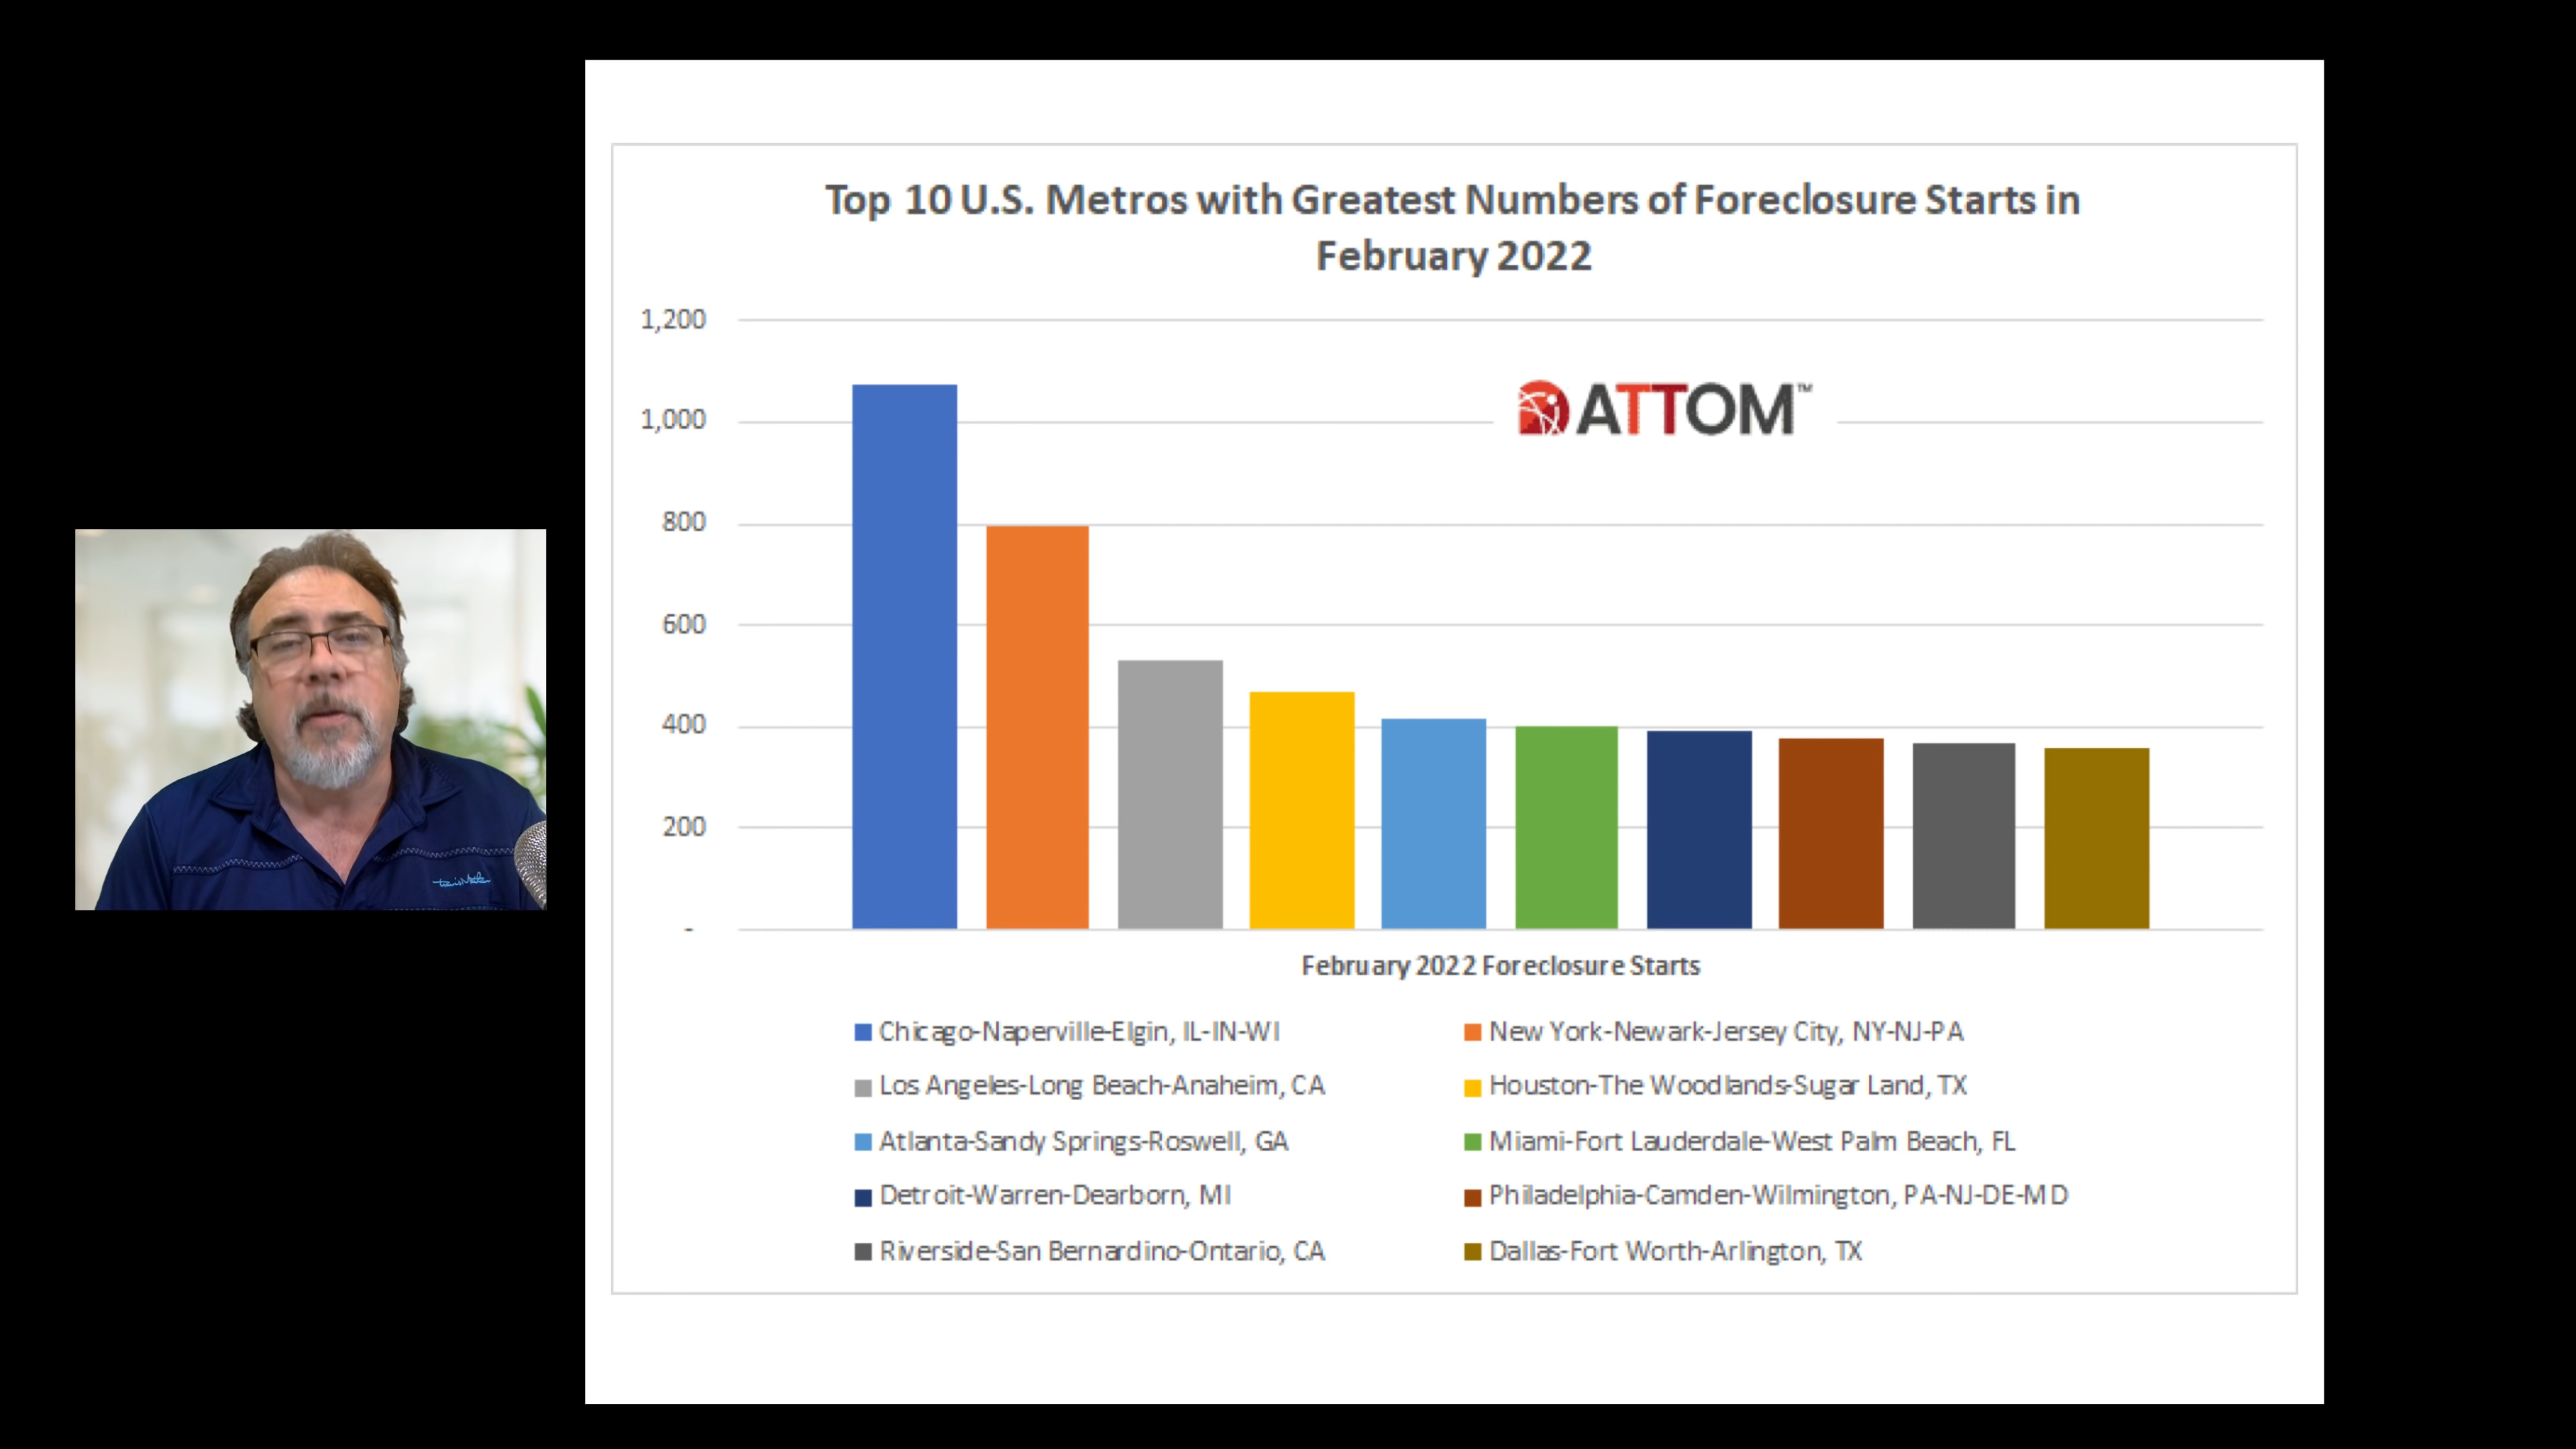 Top 10 U.S. Metros with Greatest Numbers of Foreclosure Starts in
February 2022
1,200
ATTOM™
1,000
800
600
400
200
-
February 2022 Foreclosure Starts
Chicago-Naperville-Elgin, IL-IN-WI
New York-Newark-Jersey City, NY-NJ-PA
Los Angeles-Long Beach-Anaheim, CA
Houston-The Woodlands-Sugar Land, TX
Atlanta-Sandy Springs-Roswell, GA
Miami-Fort Lauderdale-West Palm Beach, FL
Detroit-Warren-Dearborn, MI
Philadelphia-Camden-Wilmington, PA-NJ-DE-MD
Riverside-San Bernardino-Ontario, CA
Dallas-Fort Worth-Arlington, TX